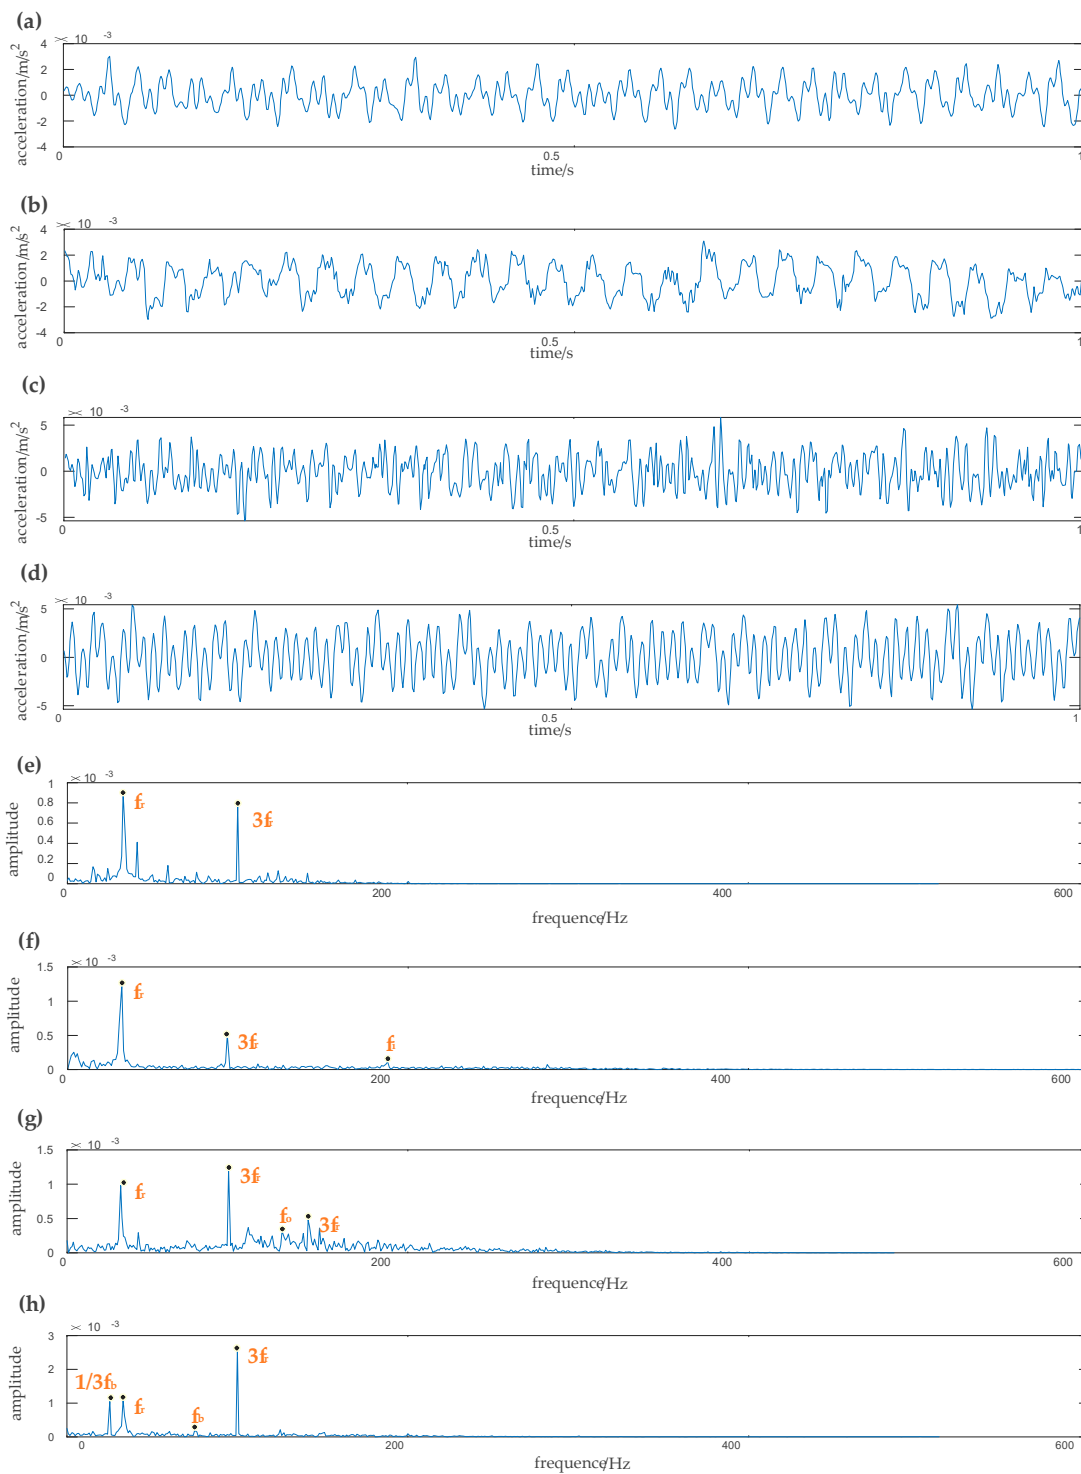 (a)
× 10 -3
4
2
0
-2
-4
acceleration/m/s2
0 0.5 1
time/s
(b)
× 10 -3
4
2
0
-2
-4
acceleration/m/s2
0 0.5 1
time/s
(c)
× 10 -3
5
0
-5
acceleration/m/s2
0 0.5 1
time/s
(d)
× 10 -3
5
0
-5
acceleration/m/s2
0 0.5 1
time/s
(e)
× 10 -3
1
0.8
0.6
0.4
0.2
0
amplitude
fr
3fr
0 200 400 600
frequence/Hz
(f)
× 10 -3
1.5
1
0.5
0
amplitude
fr
3fr
fi
0 200 400 600
frequence/Hz
(g)
× 10 -3
1.5
1
0.5
0
amplitude
fr
3fr
fo
3fr
0 200 400 600
frequence/Hz
(h)
× 10 -3
3
2
1
0
amplitude
1/3fb
fr
fb
3fr
0 200 400 600
frequence/Hz